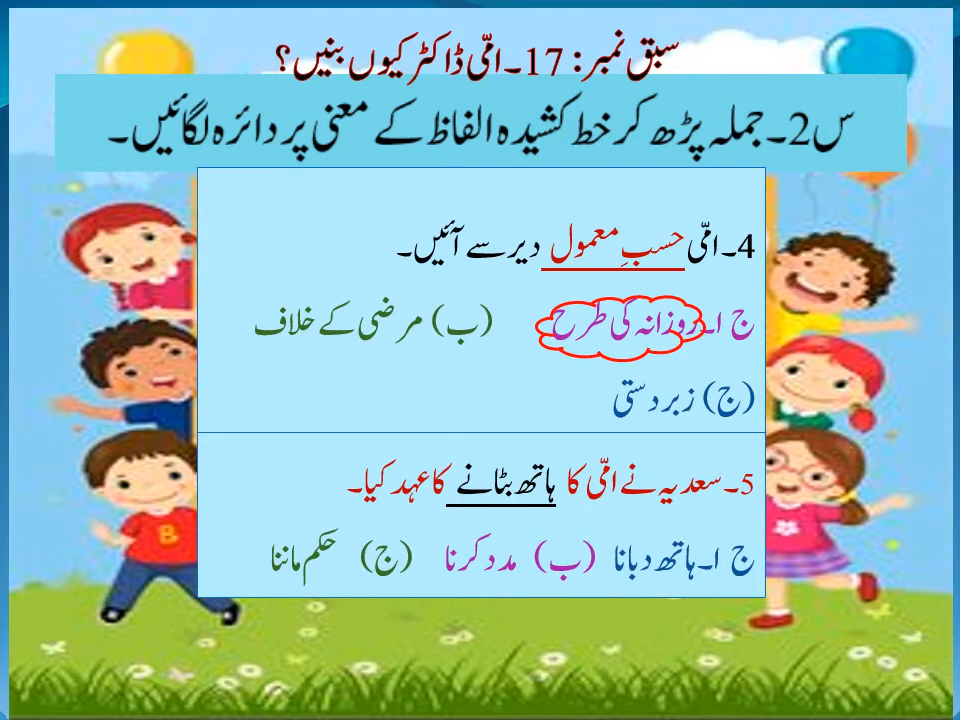 سبق نمبر: 17۔ امّی ڈاکٹر کیوں بنیں؟
س2۔ جملہ پڑھ کر خط کشیدہ الفاظ کے معنی پر دائرہ لگائیں۔
4۔ امّی حسبِ معمول دیر سے آئیں۔
ج ا۔ روزانہ کی طرح (ب) مرضی کے خلاف
(ج) زبردستی
5۔ سعدیہ نے امّی کا ہاتھ بٹانے کا عہد کیا۔
ج ا۔ ہاتھ دبانا (ب) مدد کرنا (ج) حکم ماننا
B